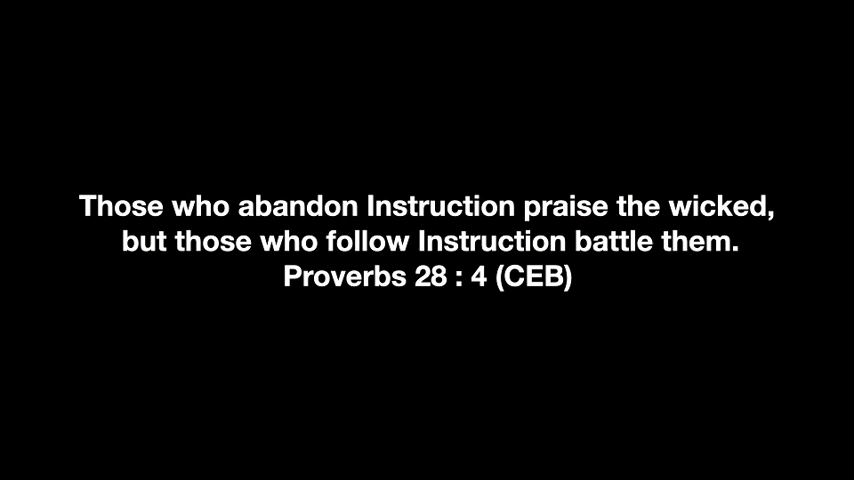 Those who abandon Instruction praise the wicked,
but those who follow Instruction battle them.
Proverbs 28 : 4 (CEB)